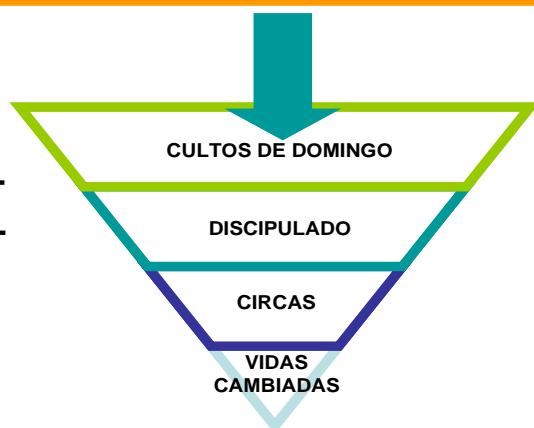 CULTOS DE DOMINGO
DISCIPULADO
CIRCAS
VIDAS
CAMBIADAS